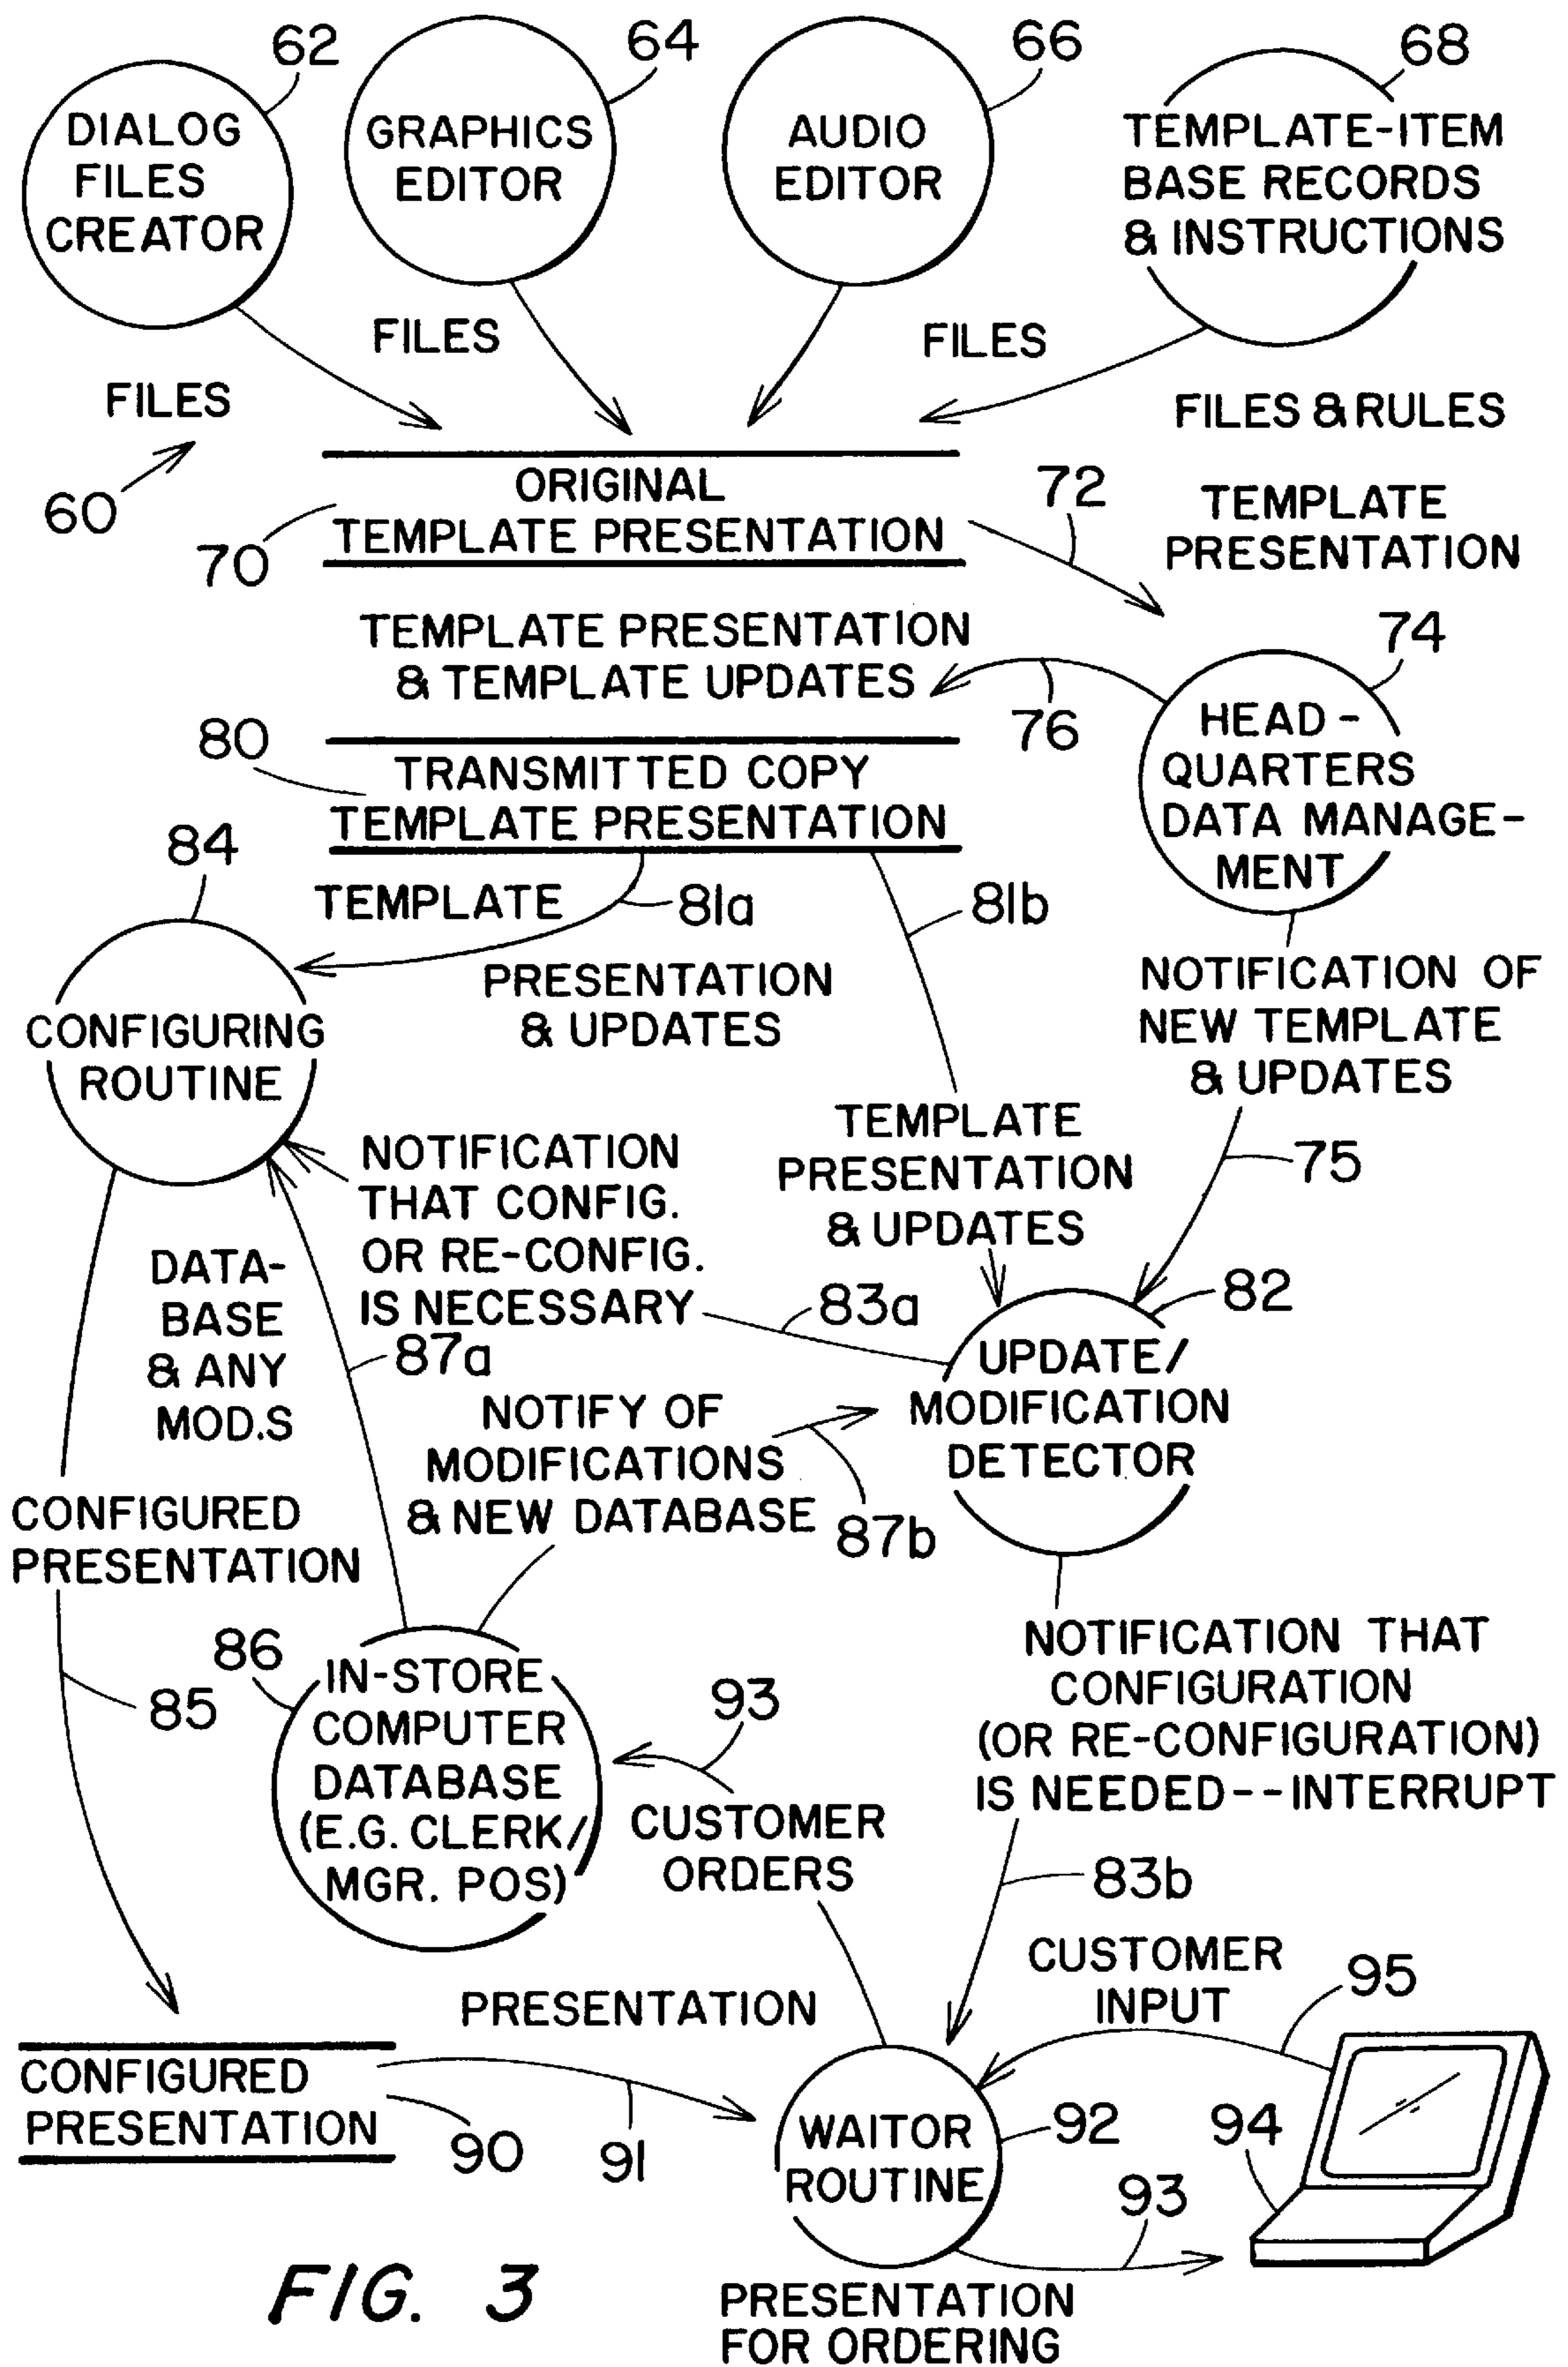 62
64
66
68
DIALOG
FILES
CREATOR
GRAPHICS
EDITOR
AUDIO
EDITOR
TEMPLATE-ITEM
BASE RECORDS
& INSTRUCTIONS
FILES
FILES
FILES
FILES & RULES
60
ORIGINAL
TEMPLATE PRESENTATION
70
72
TEMPLATE
PRESENTATION
TEMPLATE PRESENTATION
& TEMPLATE UPDATES
74
76
HEAD-
QUARTERS
DATA MANAGE-
MENT
80
TRANSMITTED COPY
TEMPLATE PRESENTATION
84
TEMPLATE
81a
81b
PRESENTATION
& UPDATES
NOTIFICATION OF
NEW TEMPLATE
& UPDATES
CONFIGURING
ROUTINE
TEMPLATE
PRESENTATION
& UPDATES
75
NOTIFICATION
THAT CONFIG.
OR RE-CONFIG.
IS NECESSARY
83a
82
DATA-
BASE
& ANY
MOD.S
87a
UPDATE/
MODIFICATION
DETECTOR
NOTIFY OF
MODIFICATIONS
& NEW DATABASE
87b
CONFIGURED
PRESENTATION
85
86
IN-STORE
COMPUTER
DATABASE
(E.G. CLERK/
MGR. POS)
93
CUSTOMER
ORDERS
NOTIFICATION THAT
CONFIGURATION
(OR RE-CONFIGURATION)
IS NEEDED--INTERRUPT
83b
CUSTOMER
INPUT
95
PRESENTATION
CONFIGURED
PRESENTATION
90
91
WAITOR
ROUTINE
92
94
93
PRESENTATION
FOR ORDERING
FIG. 3